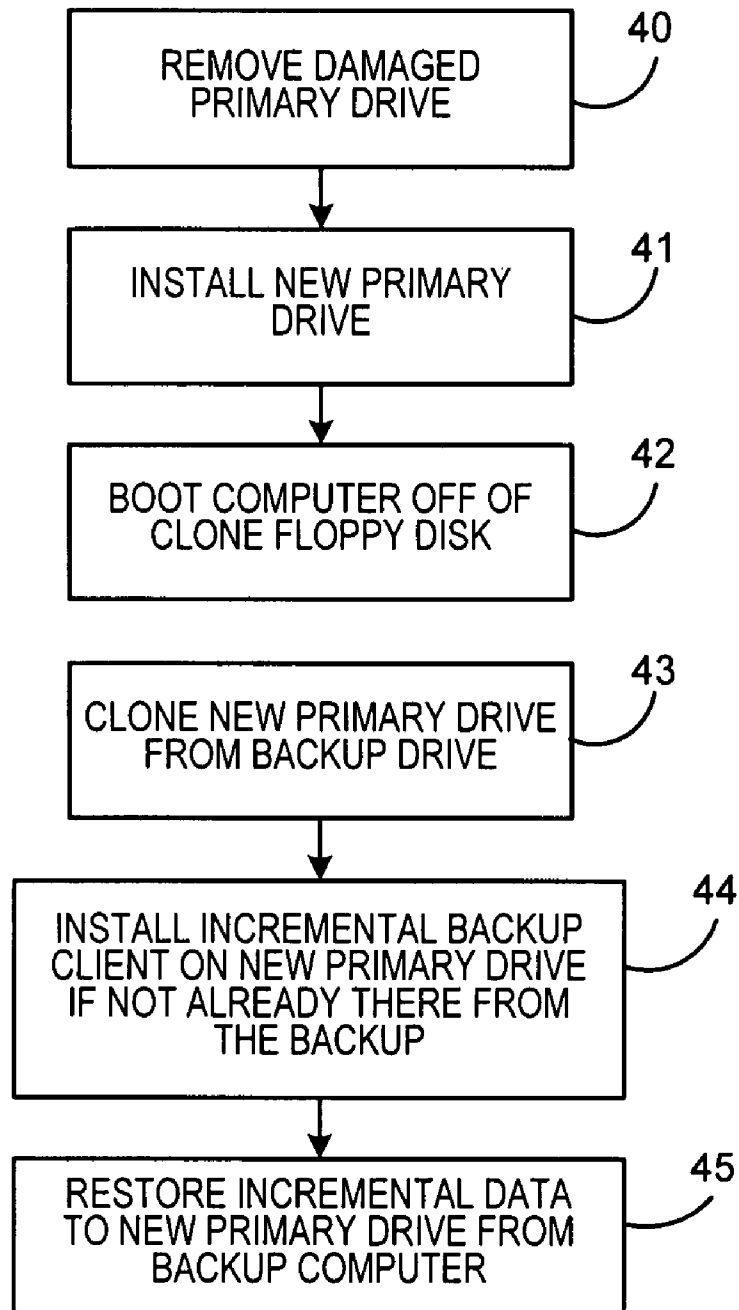 40
REMOVE DAMAGED
PRIMARY DRIVE
41
INSTALL NEW PRIMARY
DRIVE
42
BOOT COMPUTER OFF OF
CLONE FLOPPY DISK
43
CLONE NEW PRIMARY DRIVE
FROM BACKUP DRIVE
44
INSTALL INCREMENTAL BACKUP
CLIENT ON NEW PRIMARY DRIVE
IF NOT ALREADY THERE FROM
THE BACKUP
45
RESTORE INCREMENTAL DATA
TO NEW PRIMARY DRIVE FROM
BACKUP COMPUTER